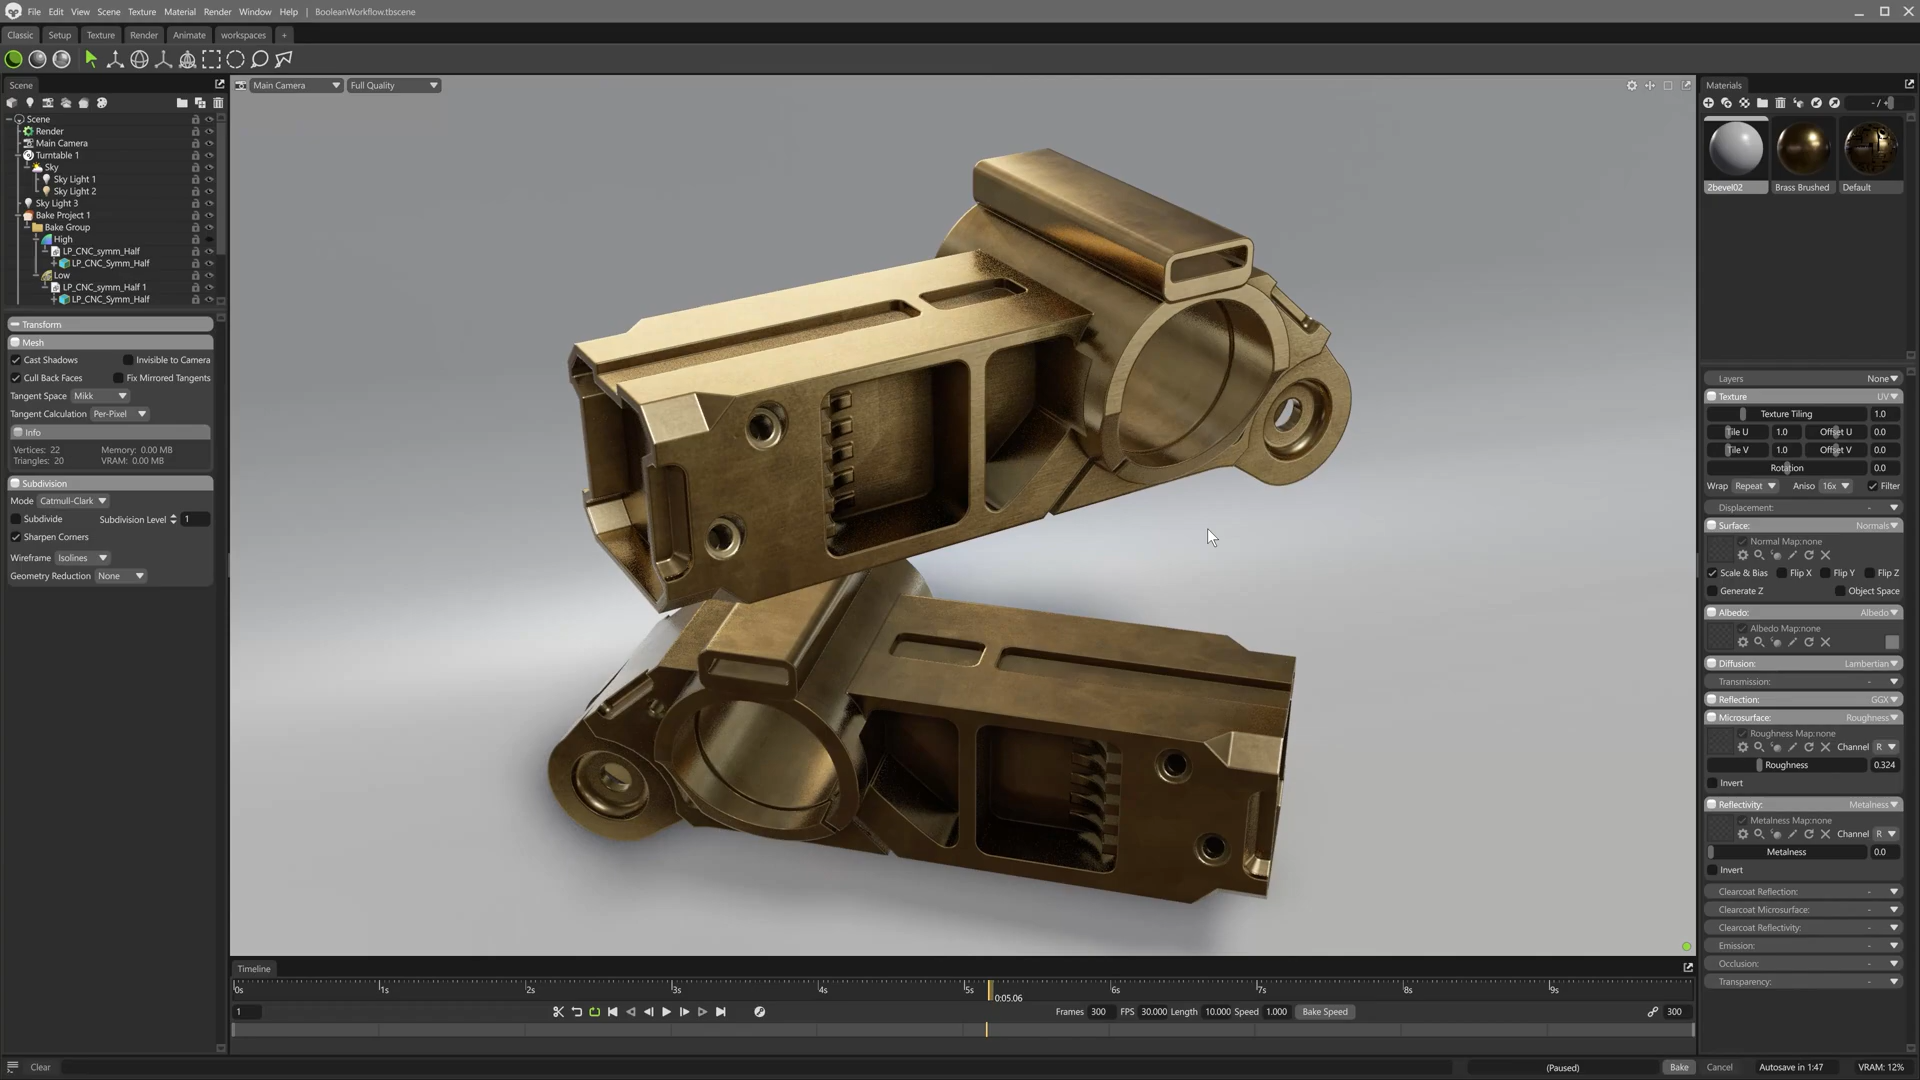 File Edit View Scene Texture Material Render Window Help | BooleanWorkflow.tbscene
Classic Setup Texture Render Animate workspaces +
Scene
Scene
Render
Main Camera
Turntable 1
Sky
Sky Light 1
Sky Light 2
Sky Light 3
Bake Project 1
Bake Group
High
LP_CNC_symm_Half
LP_CNC_Symm_Half
Low
LP_CNC_symm_Half 1
LP_CNC_Symm_Half
Transform
Mesh
Cast Shadows Invisible to Camera
Cull Back Faces Fix Mirrored Tangents
Tangent Space Mikk
Tangent Calculation Per-Pixel
Info
Vertices: 22 Memory: 0.00 MB
Triangles: 20 VRAM: 0.00 MB
Subdivision
Mode Catmull-Clark
Subdivide Subdivision Level 1
Sharpen Corners
Wireframe Isolines
Geometry Reduction None
Main Camera Full Quality
Materials
- / +
2bevel02 Brass Brushed Default
Layers None
Texture UV
Texture Tiling 1.0
Tile U 1.0 Offset U 0.0
Tile V 1.0 Offset V 0.0
Rotation 0.0
Wrap Repeat Aniso 16x Filter
Displacement: -
Surface: Normals
Normal Map:none
Scale & Bias Flip X Flip Y Flip Z
Generate Z Object Space
Albedo: Albedo
Albedo Map:none
Diffusion: Lambertian
Transmission: -
Reflection: GGX
Microsurface: Roughness
Roughness Map:none
Channel R
Roughness 0.324
Invert
Reflectivity: Metalness
Metalness Map:none
Channel R
Metalness 0.0
Invert
Clearcoat Reflection: -
Clearcoat Microsurface: -
Clearcoat Reflectivity: -
Emission: -
Occlusion: -
Transparency: -
Timeline
0s 1s 2s 3s 4s 5s 6s 7s 8s 9s
0:05.06
1 Frames 300 FPS 30.000 Length 10.000 Speed 1.000 Bake Speed 300
Clear (Paused) Bake Cancel Autosave in 1:47 VRAM: 12%